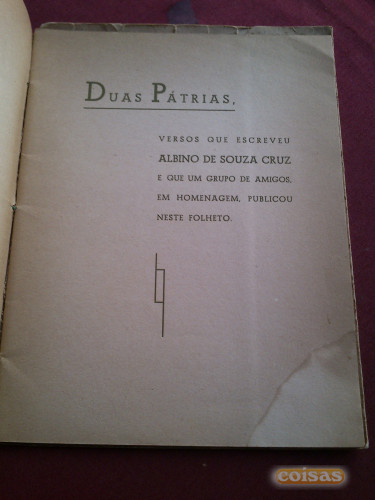 DUAS PÁTRIAS,
VERSOS QUE ESCREVEU
ALBINO DE SOUZA CRUZ
E QUE UM GRUPO DE AMIGOS,
EM HOMENAGEM, PUBLICOU
NESTE FOLHETO.
coisas